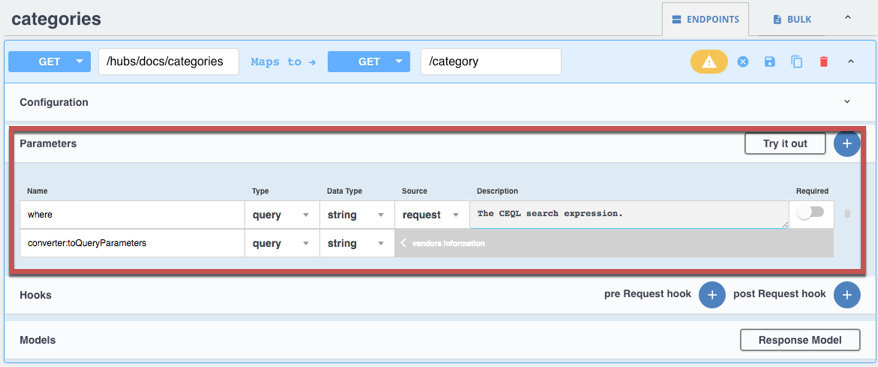 categories
ENDPOINTS
BULK
GET
/hubs/docs/categories
Maps to →
GET
/category
Configuration
Parameters
Try it out
Name Type Data Type Source Description Required
where query string request The CEQL search expression.
converter:toQueryParameters query string vendors information
Hooks
pre Request hook
post Request hook
Models
Response Model